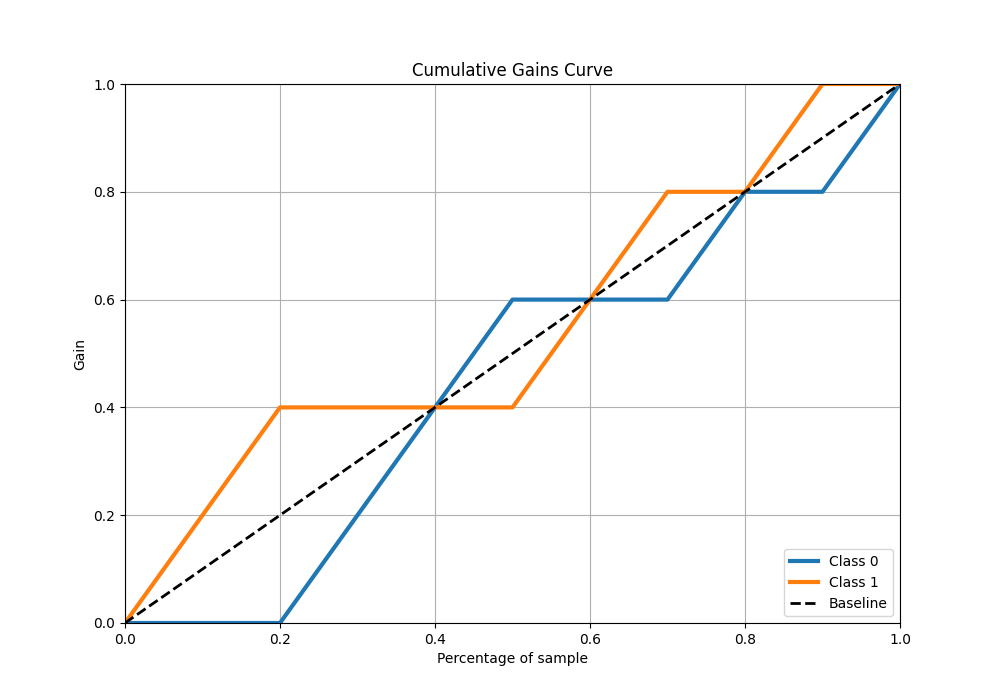 Cumulative Gains Curve
1.0
0.8
0.6
0.4
0.2
0.0
Gain
0.0 0.2 0.4 0.6 0.8 1.0
Percentage of sample
Class 0
Class 1
Baseline